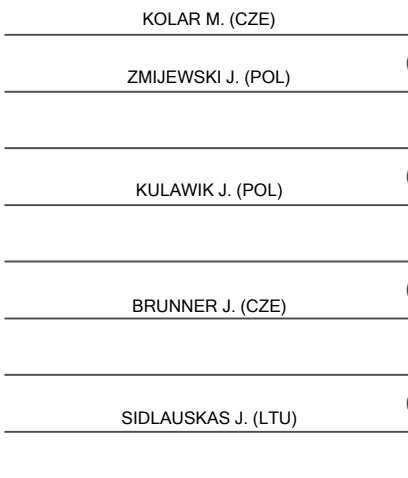 KOLAR M. (CZE)
ZMIJEWSKI J. (POL)
KULAWIK J. (POL)
BRUNNER J. (CZE)
SIDLAUSKAS J. (LTU)